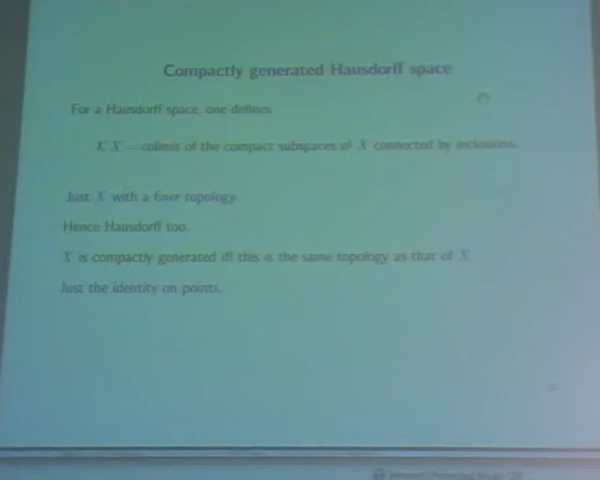 Compactly generated Hausdorff space
For a Hausdorff space, one defines
K X = colimit of the compact subspaces of X connected by inclusions.
Just X with a finer topology.
Hence Hausdorff too.
X is compactly generated iff this is the same topology as that of X.
Just the identity on points.